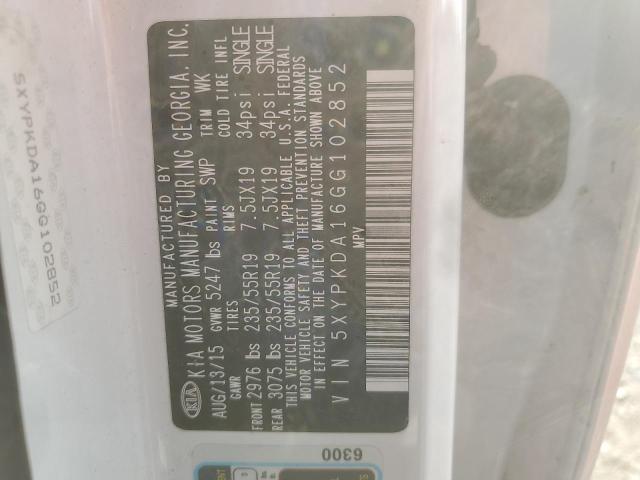 MANUFACTURED BY
KIA KIA MOTORS MANUFACTURING GEORGIA, INC.
AUG/13/15 GVWR 5247 lbs PAINT SWP TRIM WK
GAWR TIRES RIMS COLD TIRE INFL
FRONT 2976 lbs 235/55R19 7.5JX19 34psi SINGLE
REAR 3075 lbs 235/55R19 7.5JX19 34psi SINGLE
THIS VEHICLE CONFORMS TO ALL APPLICABLE U.S.A. FEDERAL
MOTOR VEHICLE SAFETY AND THEFT PREVENTION STANDARDS
IN EFFECT ON THE DATE OF MANUFACTURE SHOWN ABOVE
VIN 5XYPKDA16GG102852
MPV
5XYPKDA16GG102852
6300